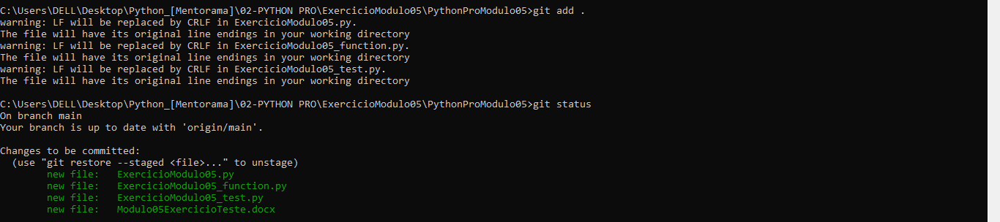 C:\Users\DELL\Desktop\Python_[Mentorama]\02-PYTHON PRO\ExercicioModulo05\PythonProModulo05>git add .
warning: LF will be replaced by CRLF in ExercicioModulo05.py.
The file will have its original line endings in your working directory
warning: LF will be replaced by CRLF in ExercicioModulo05_function.py.
The file will have its original line endings in your working directory
warning: LF will be replaced by CRLF in ExercicioModulo05_test.py.
The file will have its original line endings in your working directory

C:\Users\DELL\Desktop\Python_[Mentorama]\02-PYTHON PRO\ExercicioModulo05\PythonProModulo05>git status
On branch main
Your branch is up to date with 'origin/main'.

Changes to be committed:
  (use "git restore --staged <file>..." to unstage)
        new file:   ExercicioModulo05.py
        new file:   ExercicioModulo05_function.py
        new file:   ExercicioModulo05_test.py
        new file:   Modulo05ExercicioTeste.docx